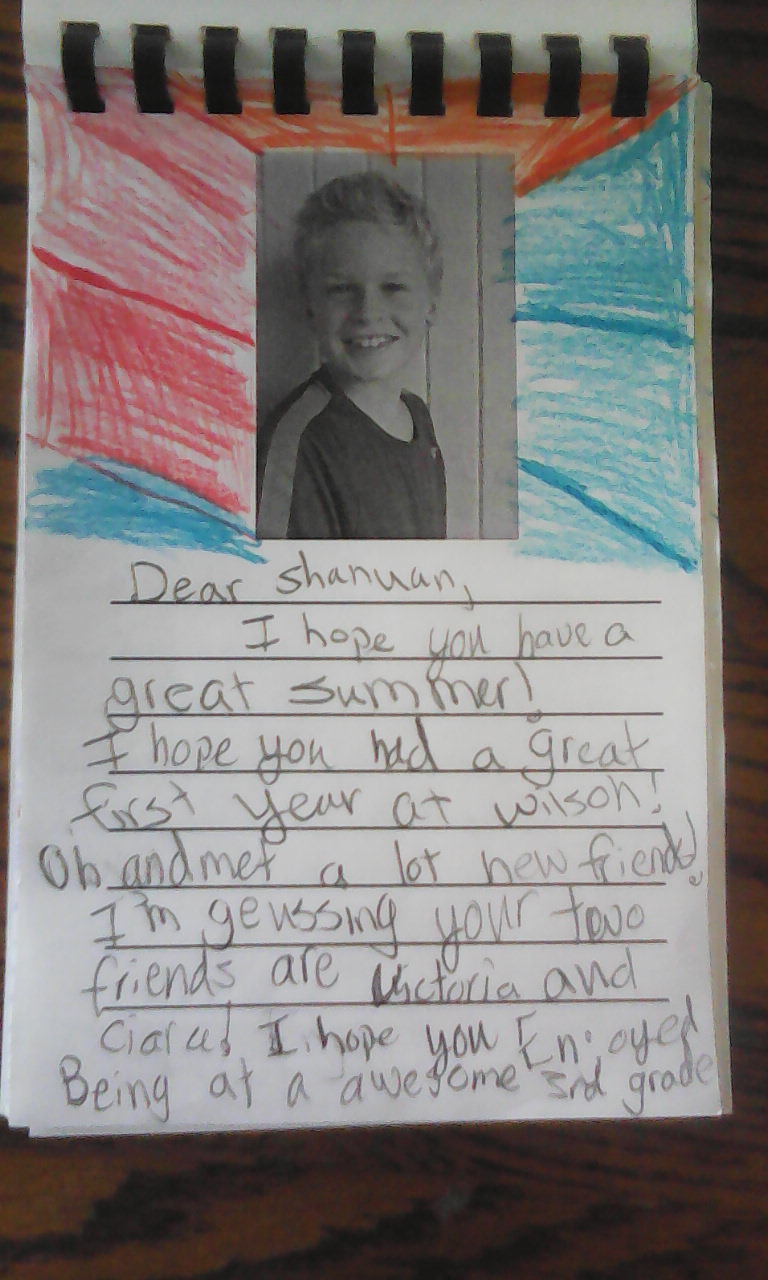 Dear Shanuan,
I hope you have a
great summer!
I hope you had a great
first year at wilson!
Oh and met a lot new friends!
I'm geussing your two
friends are Victoria and
Ciara! I hope you Enjoyed
Being at a awesome 3rd grade